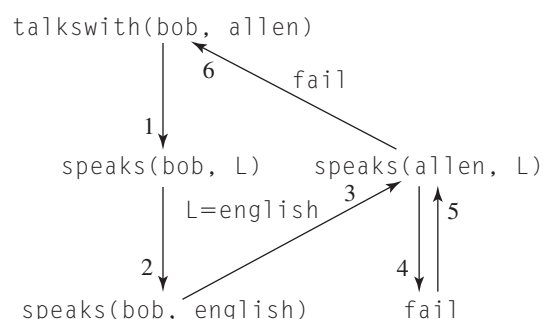 talkswith(bob, allen)
6
fail
1
speaks(bob, L) speaks(allen, L)
L=english 3
5
2 4
speaks(bob, english) fail